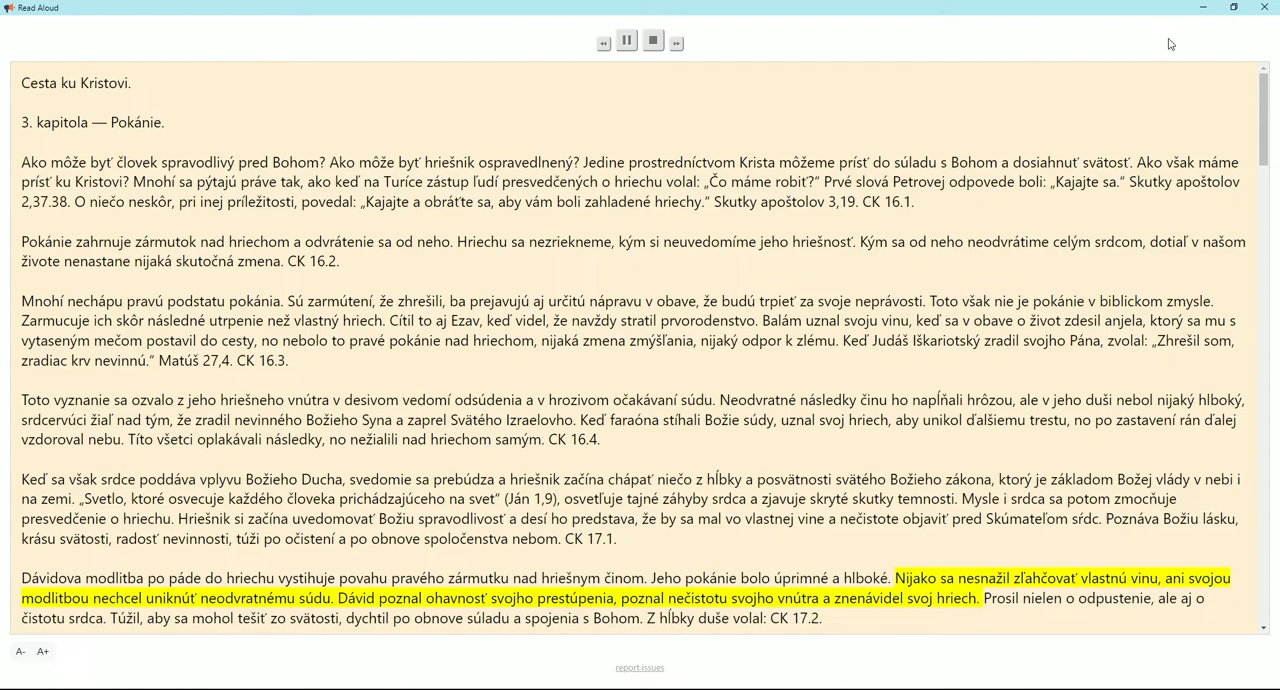 Read Aloud
Cesta ku Kristovi.
3. kapitola — Pokánie.
Ako môže byť človek spravodlivý pred Bohom? Ako môže byť hriešnik ospravedlnený? Jedine prostredníctvom Krista môžeme prísť do súladu s Bohom a dosiahnuť svätosť. Ako však máme
prísť ku Kristovi? Mnohí sa pýtajú práve tak, ako keď na Turíce zástup ľudí presvedčených o hriechu volal: „Čo máme robiť?“ Prvé slová Petrovej odpovede boli: „Kajajte sa.“ Skutky apoštolov
2,37.38. O niečo neskôr, pri inej príležitosti, povedal: „Kajajte a obráťte sa, aby vám boli zahladené hriechy.“ Skutky apoštolov 3,19. CK 16.1.
Pokánie zahrnuje zármutok nad hriechom a odvrátenie sa od neho. Hriechu sa nezriekneme, kým si neuvedomíme jeho hriešnosť. Kým sa od neho neodvrátime celým srdcom, dotiaľ v našom
živote nenastane nijaká skutočná zmena. CK 16.2.
Mnohí nechápu pravú podstatu pokánia. Sú zarmútení, že zhrešili, ba prejavujú aj určitú nápravu v obave, že budú trpieť za svoje neprávosti. Toto však nie je pokánie v biblickom zmysle.
Zarmucuje ich skôr následné utrpenie než vlastný hriech. Cítil to aj Ezav, keď videl, že navždy stratil prvorodenstvo. Balám uznal svoju vinu, keď sa v obave o život zdesil anjela, ktorý sa mu s
vytaseným mečom postavil do cesty, no nebolo to pravé pokánie nad hriechom, nijaká zmena zmýšľania, nijaký odpor k zlému. Keď Judáš Iškariotský zradil svojho Pána, zvolal: „Zhrešil som,
zradiac krv nevinnú.“ Matúš 27,4. CK 16.3.
Toto vyznanie sa ozvalo z jeho hriešneho vnútra v desivom vedomí odsúdenia a v hrozivom očakávaní súdu. Neodvratné následky činu ho napĺňali hrôzou, ale v jeho duši nebol nijaký hlboký,
srdcervúci žiaľ nad tým, že zradil nevinného Božieho Syna a zaprel Svätého Izraelovho. Keď faraóna stíhali Božie súdy, uznal svoj hriech, aby unikol ďalšiemu trestu, no po zastavení rán ďalej
vzdoroval nebu. Títo všetci oplakávali následky, no nežialili nad hriechom samým. CK 16.4.
Keď sa však srdce poddáva vplyvu Božieho Ducha, svedomie sa prebúdza a hriešnik začína chápať niečo z hĺbky a posvätnosti svätého Božieho zákona, ktorý je základom Božej vlády v nebi i
na zemi. „Svetlo, ktoré osvecuje každého človeka prichádzajúceho na svet“ (Ján 1,9), osvetľuje tajné záhyby srdca a zjavuje skryté skutky temnosti. Mysle i srdca sa potom zmocňuje
presvedčenie o hriechu. Hriešnik si začína uvedomovať Božiu spravodlivosť a desí ho predstava, že by sa mal vo vlastnej vine a nečistote objaviť pred Skúmateľom sŕdc. Poznáva Božiu lásku,
krásu svätosti, radosť nevinnosti, túži po očistení a po obnove spoločenstva nebom. CK 17.1.
Dávidova modlitba po páde do hriechu vystihuje povahu pravého zármutku nad hriešnym činom. Jeho pokánie bolo úprimné a hlboké. Nijako sa nesnažil zľahčovať vlastnú vinu, ani svojou
modlitbou nechcel uniknúť neodvratnému súdu. Dávid poznal ohavnosť svojho prestúpenia, poznal nečistotu svojho vnútra a znenávidel svoj hriech. Prosil nielen o odpustenie, ale aj o
čistotu srdca. Túžil, aby sa mohol tešiť zo svätosti, dychtil po obnove súladu a spojenia s Bohom. Z hĺbky duše volal: CK 17.2.
A- A+
report issues